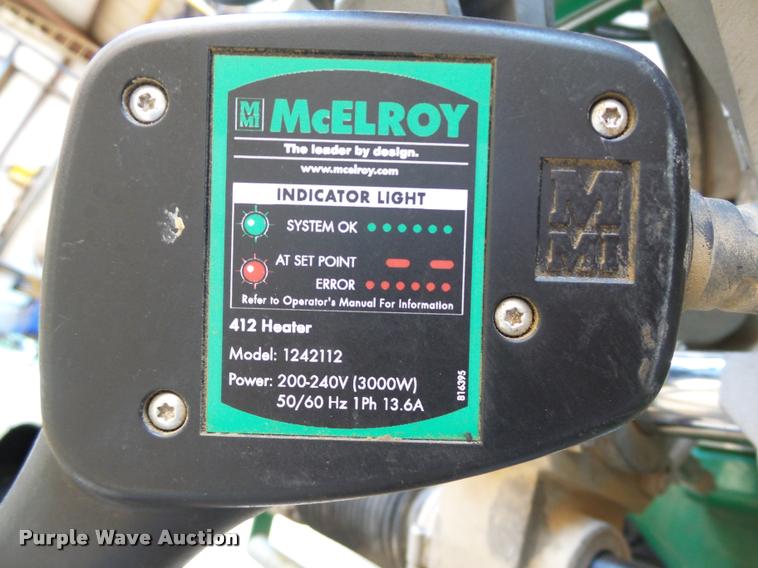 M
MI
McELROY
The leader by design.
www.mcelroy.com
INDICATOR LIGHT
SYSTEM OK
AT SET POINT
ERROR
Refer to Operator's Manual For Information
412 Heater
Model: 1242112
Power: 200-240V (3000W)
50/60 Hz 1Ph 13.6A
816395
M
MI
Purple Wave Auction